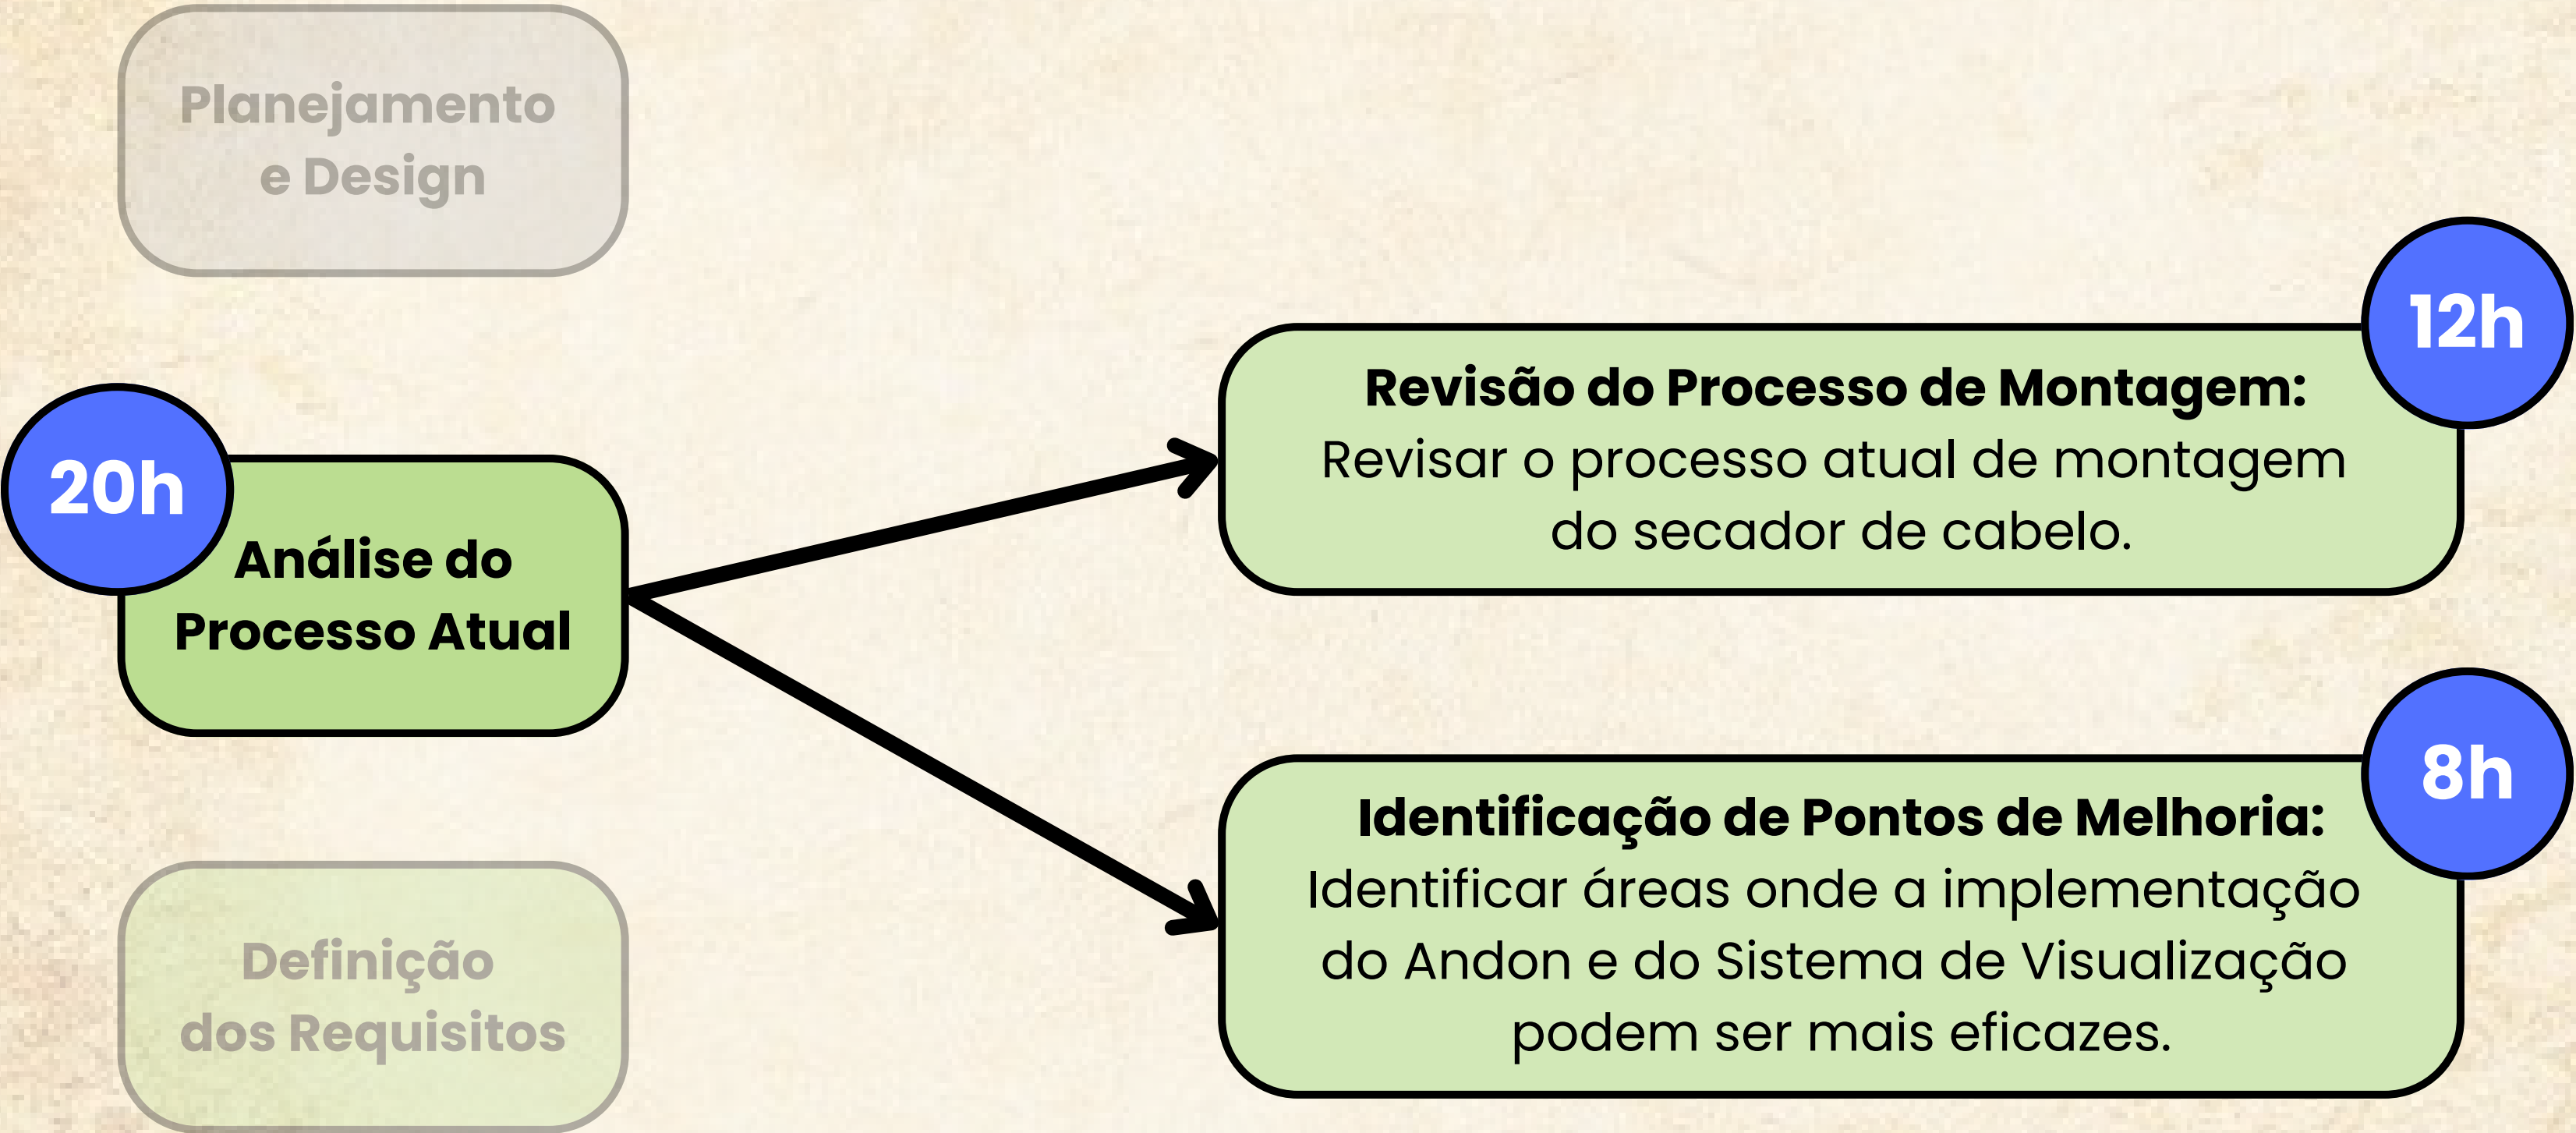 Planejamento
e Design
20h
Análise do
Processo Atual
12h
Revisão do Processo de Montagem:
Revisar o processo atual de montagem
do secador de cabelo.
8h
Identificação de Pontos de Melhoria:
Identificar áreas onde a implementação
do Andon e do Sistema de Visualização
podem ser mais eficazes.
Definição
dos Requisitos